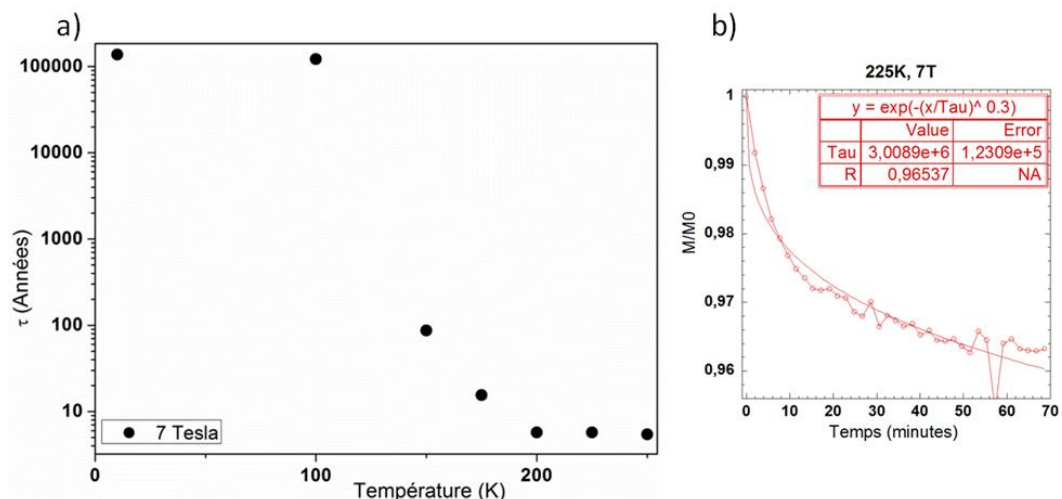 a)
100000
10000
1000
100
10
τ (Années)
7 Tesla
0
100
200
Température (K)
b)
225K, 7T
1
0,99
0,98
0,97
0,96
M/M0
y = exp(-(x/Tau)^ 0.3)
Value Error
Tau 3,0089e+6 1,2309e+5
R 0,96537 NA
0 10 20 30 40 50 60 70
Temps (minutes)